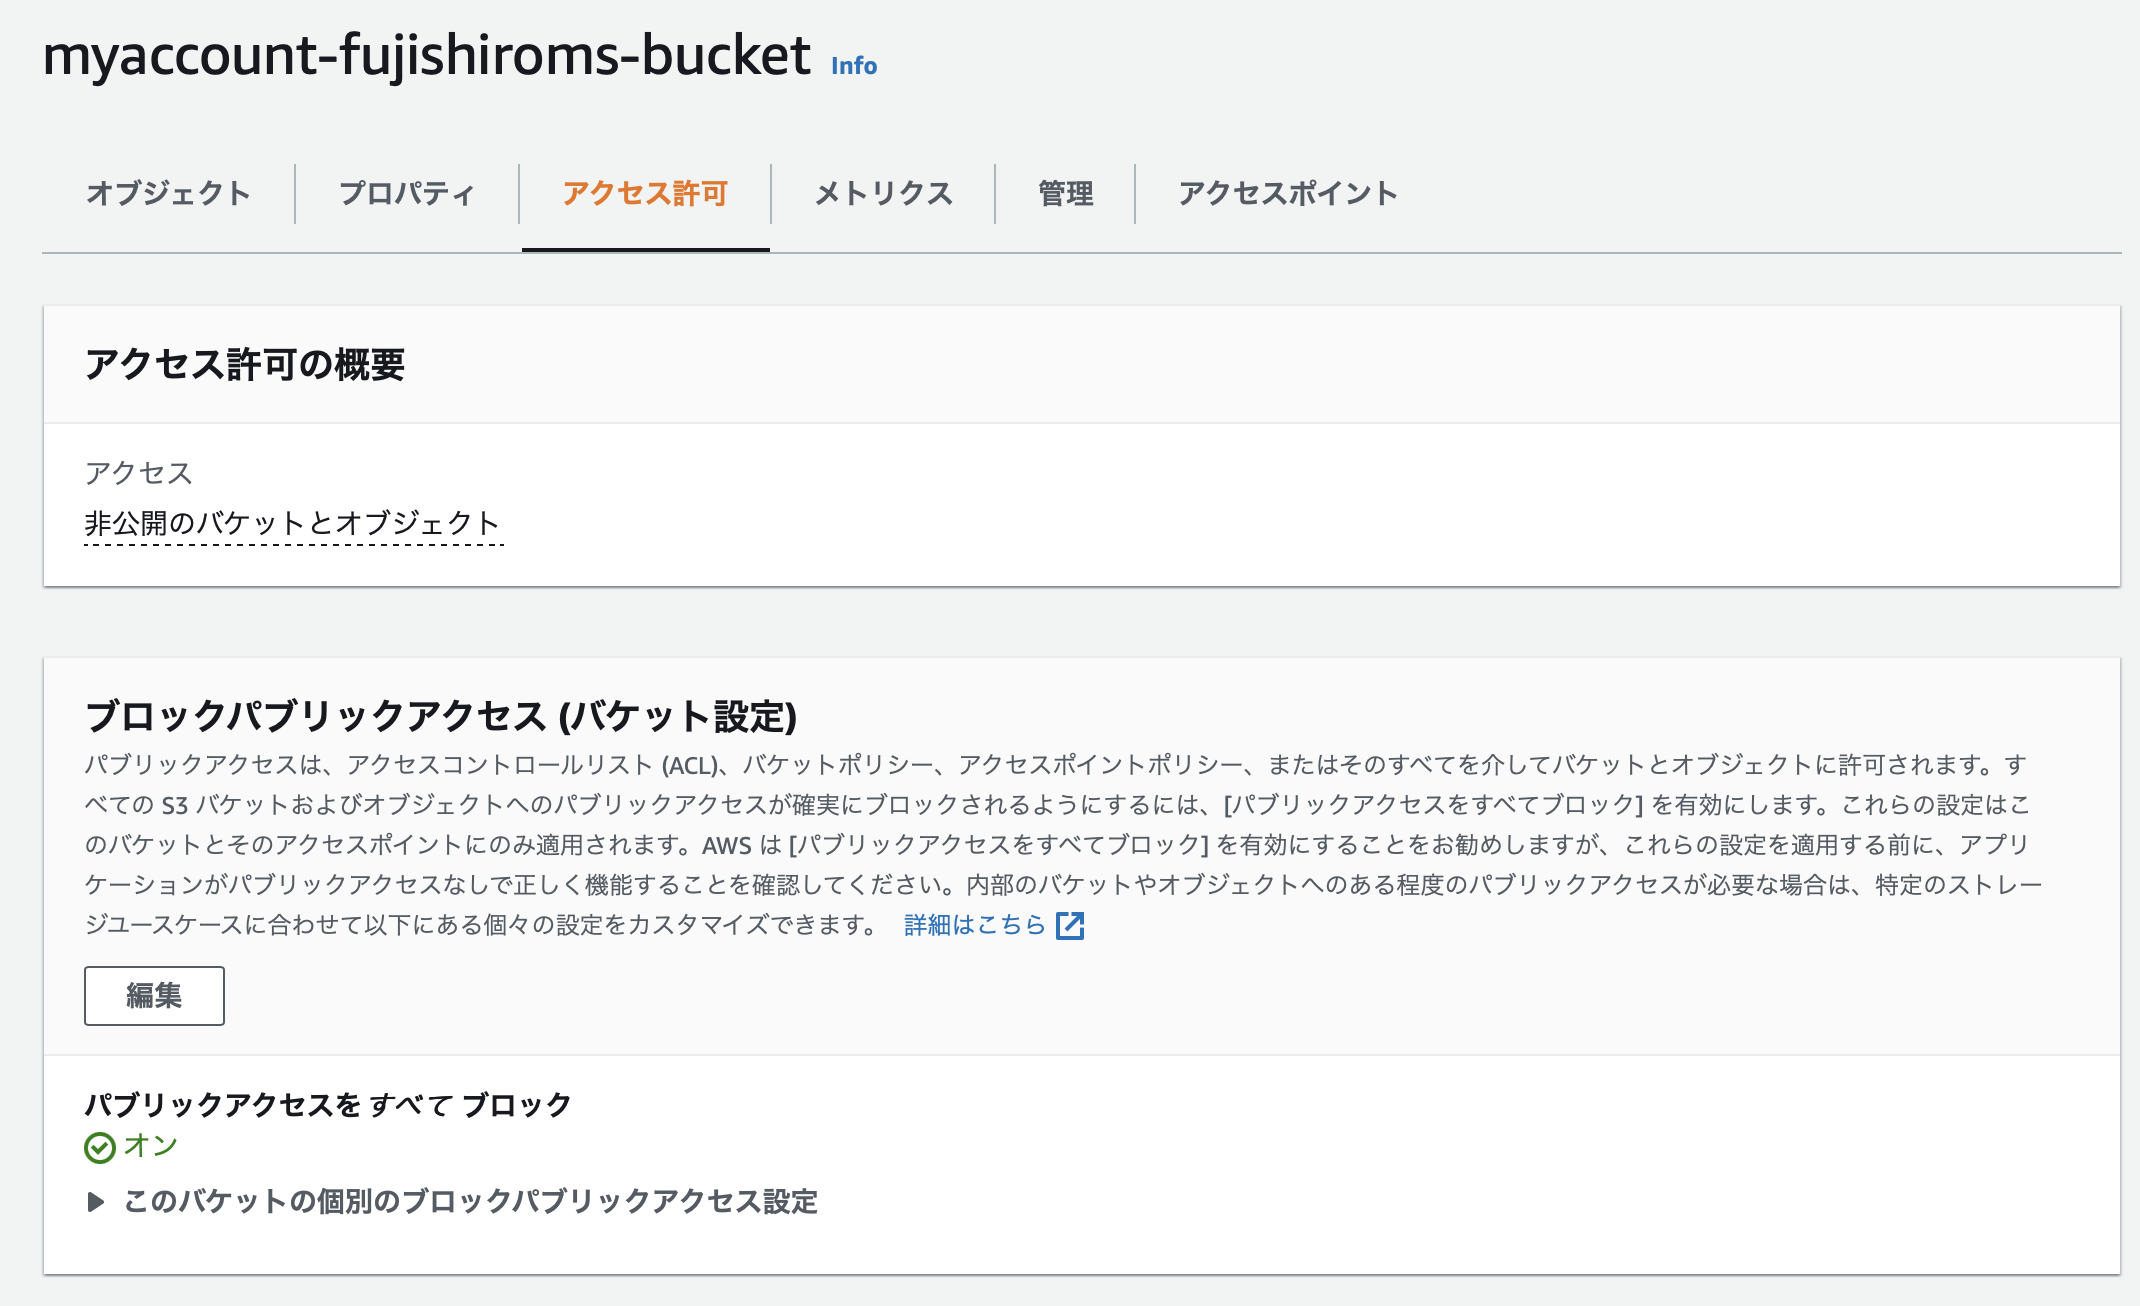 myaccount-fujishiroms-bucket Info
オブジェクト プロパティ アクセス許可 メトリクス 管理 アクセスポイント
アクセス許可の概要
アクセス
非公開のバケットとオブジェクト
ブロックパブリックアクセス (バケット設定)
パブリックアクセスは、アクセスコントロールリスト (ACL)、バケットポリシー、アクセスポイントポリシー、またはそのすべてを介してバケットとオブジェクトに許可されます。す
べての S3 バケットおよびオブジェクトへのパブリックアクセスが確実にブロックされるようにするには、[パブリックアクセスをすべてブロック] を有効にします。これらの設定はこ
のバケットとそのアクセスポイントにのみ適用されます。AWS は [パブリックアクセスをすべてブロック] を有効にすることをお勧めしますが、これらの設定を適用する前に、アプリ
ケーションがパブリックアクセスなしで正しく機能することを確認してください。内部のバケットやオブジェクトへのある程度のパブリックアクセスが必要な場合は、特定のストレー
ジユースケースに合わせて以下にある個々の設定をカスタマイズできます。 詳細はこちら
編集
パブリックアクセスをすべて ブロック
オン
このバケットの個別のブロックパブリックアクセス設定